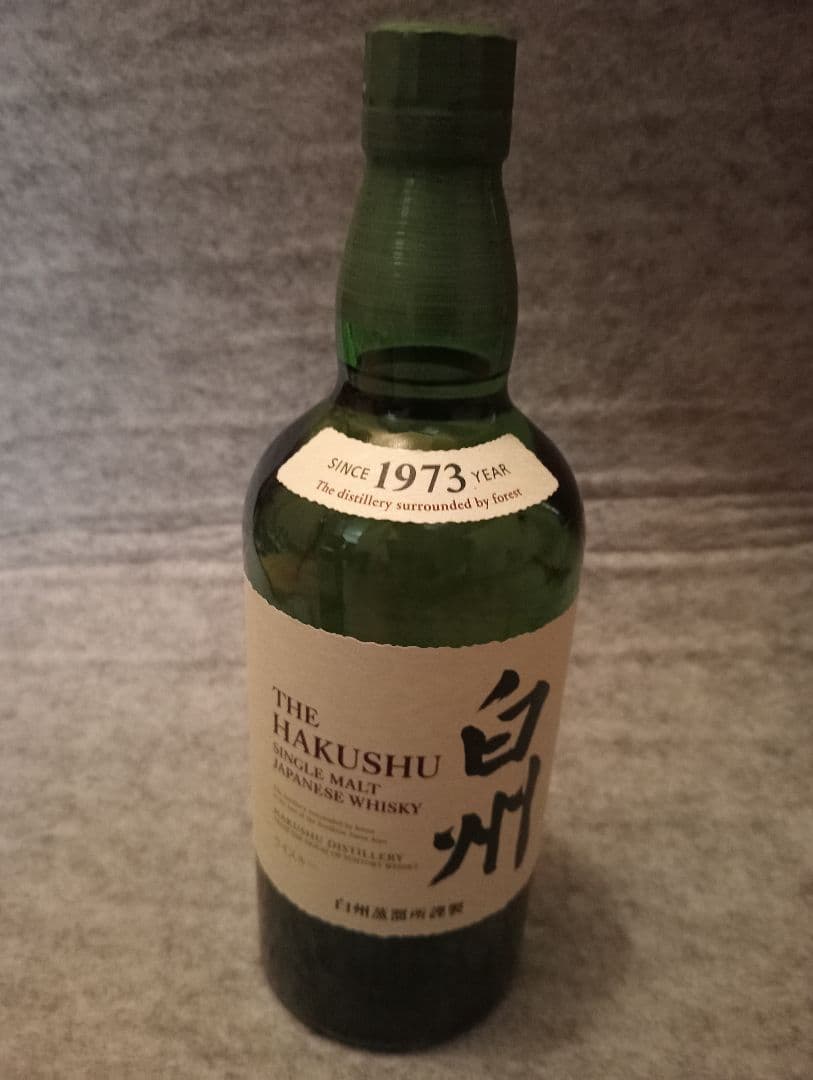 SINCE 1973 YEAR
The distillery surrounded by forest
THE
HAKUSHU
SINGLE MALT
JAPANESE WHISKY
HAKUSHU DISTILLERY
白州
白州蒸溜所謹製